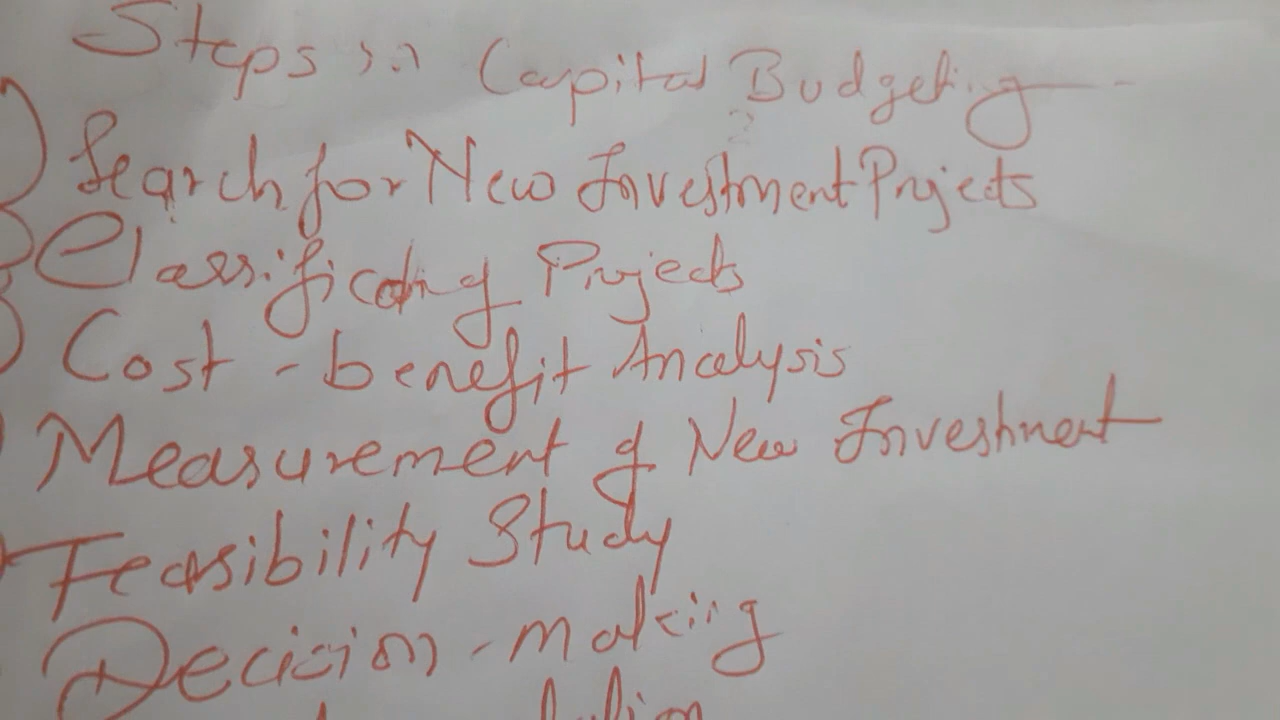 Steps in Capital Budgeting
Search for New Investment Projects
Classificating Projects
Cost - benefit Analysis
Measurement of New Investment
Feasibility Study
Decicion - making